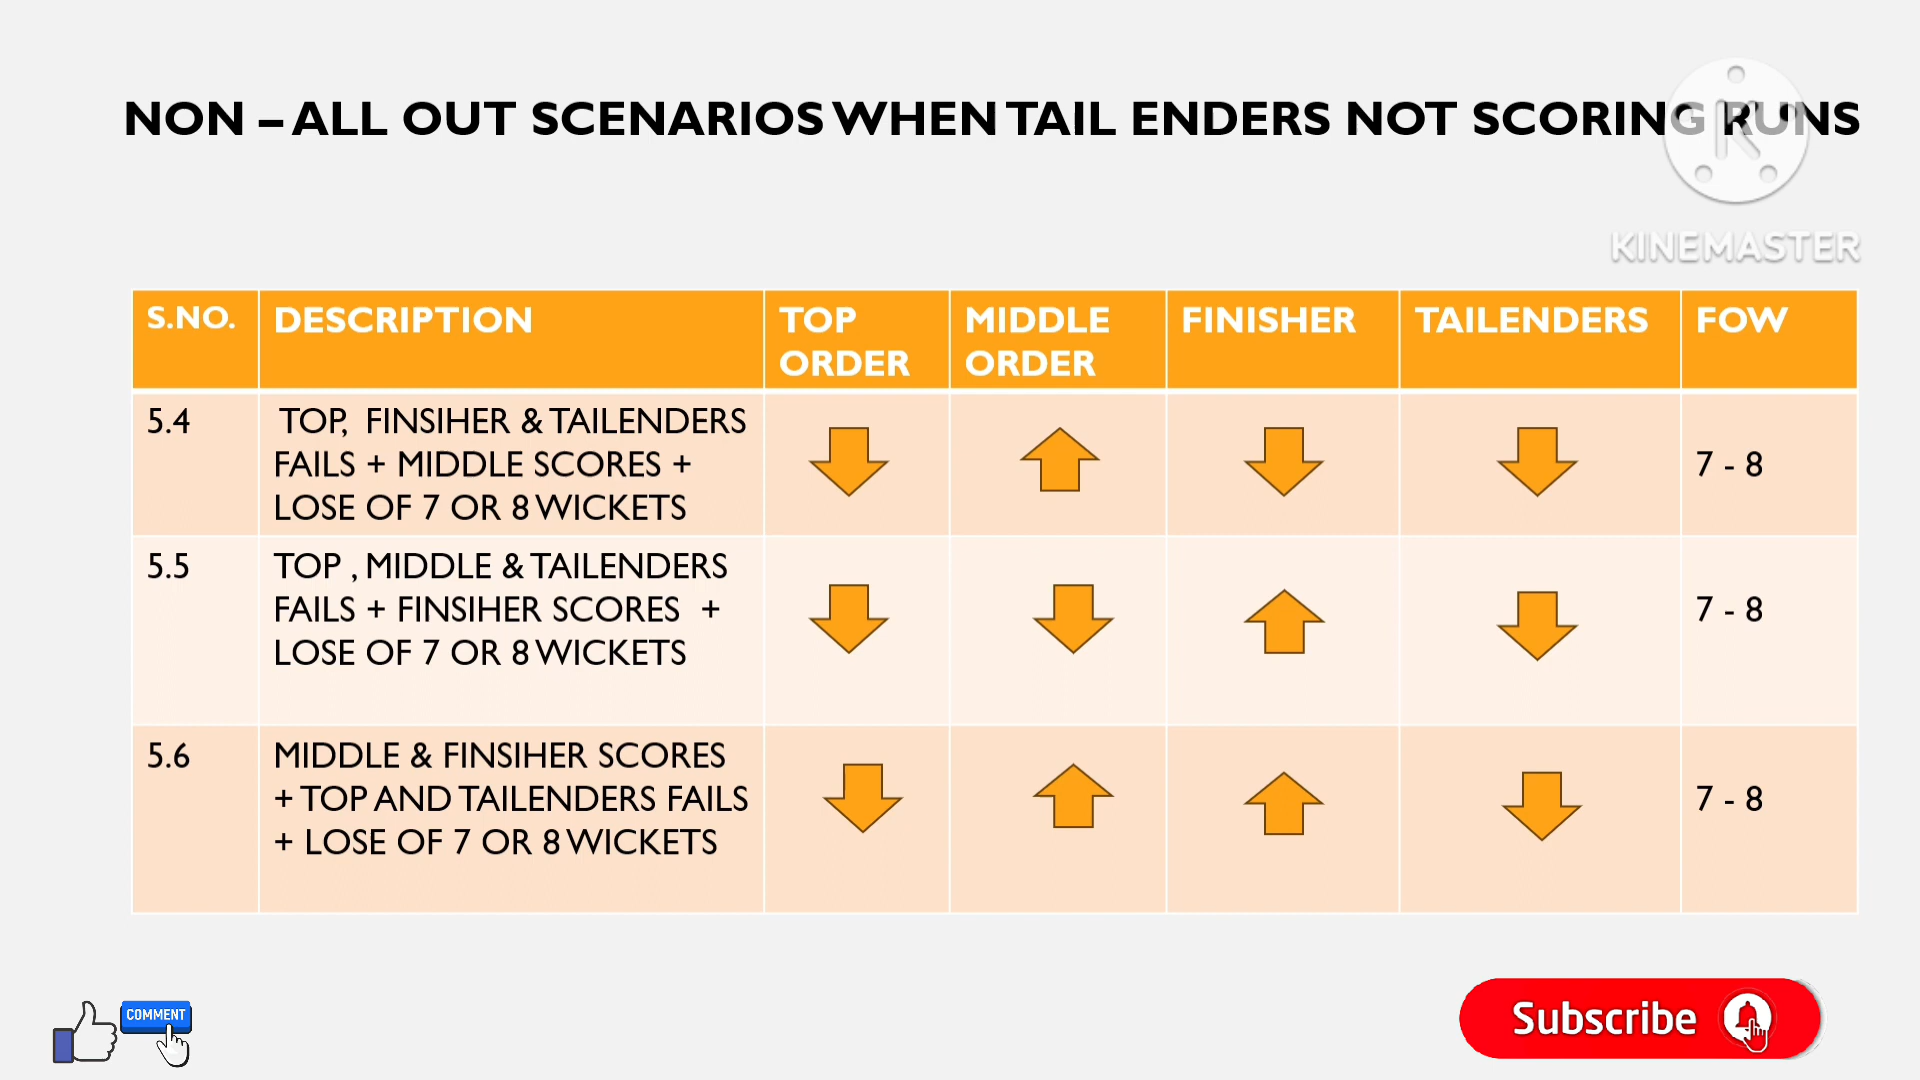 NON – ALL OUT SCENARIOS WHEN TAIL ENDERS NOT SCORING RUNS
KINEMASTER
S.NO. DESCRIPTION TOP ORDER MIDDLE ORDER FINISHER TAILENDERS FOW
5.4 TOP, FINSIHER & TAILENDERS
FAILS + MIDDLE SCORES +
LOSE OF 7 OR 8 WICKETS
7 - 8
5.5 TOP , MIDDLE & TAILENDERS
FAILS + FINSIHER SCORES +
LOSE OF 7 OR 8 WICKETS
7 - 8
5.6 MIDDLE & FINSIHER SCORES
+ TOP AND TAILENDERS FAILS
+ LOSE OF 7 OR 8 WICKETS
7 - 8
COMMENT
Subscribe